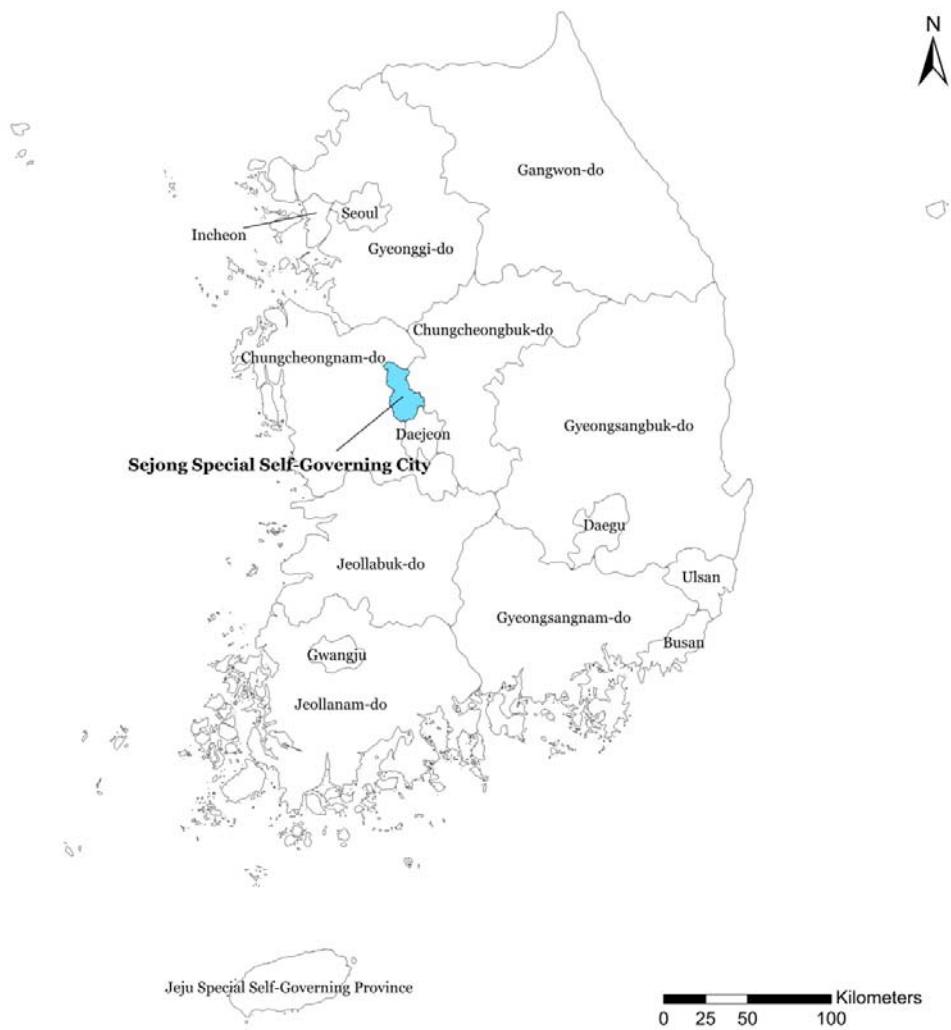 N
Gangwon-do
Seoul
Incheon
Gyeonggi-do
Chungcheongbuk-do
Chungcheongnam-do
Gyeongsangbuk-do
Daejeon
Sejong Special Self-Governing City
Daegu
Jeollabuk-do
Ulsan
Gyeongsangnam-do
Busan
Gwangju
Jeollanam-do
Jeju Special Self-Governing Province
Kilometers
0 25 50 100